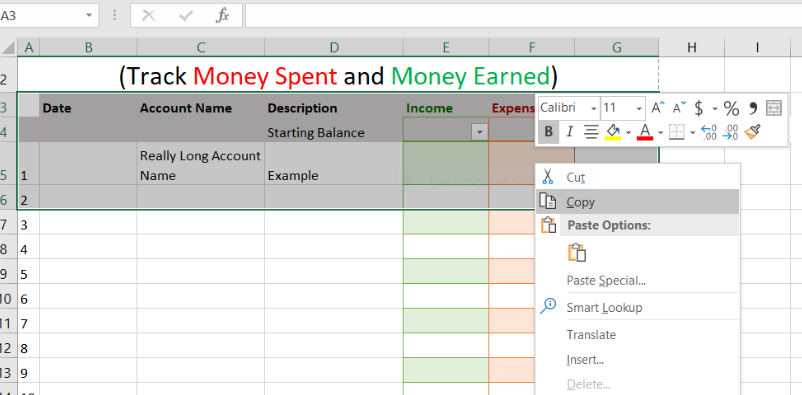 A3 fx
A B C D E F G H I
2 (Track Money Spent and Money Earned)
3 Date Account Name Description Income Expens
Calibri 11 A A $ % 9
4 Starting Balance
B I A .00
Really Long Account
5 1 Name Example
Cut
6 2
Copy
7 3
Paste Options:
8 4
9 5
Paste Special...
10 6
Smart Lookup
11 7
Translate
12 8
Insert...
13 9
Delete...